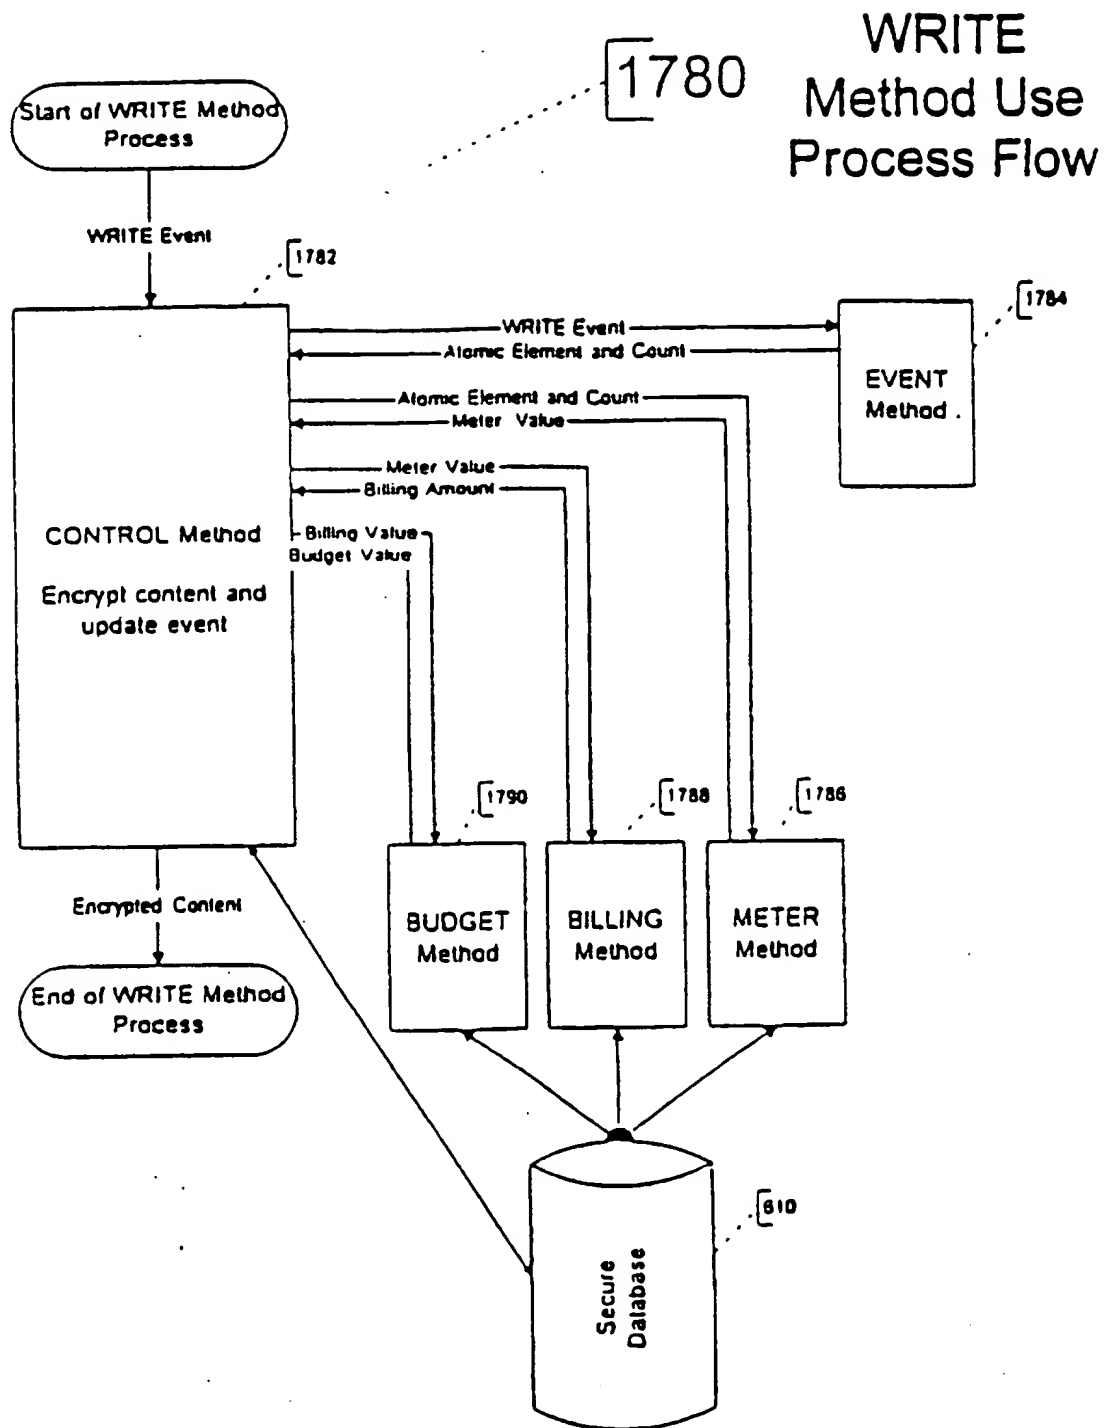 1780
WRITE
Method Use
Process Flow
Start of WRITE Method
Process
WRITE Event
1782
1784
WRITE Event
Atomic Element and Count
EVENT
Method
Atomic Element and Count
Meter Value
Meter Value
Billing Amount
CONTROL Method
Billing Value
Budget Value
Encrypt content and
update event
1790
1788
1786
Encrypted Content
BUDGET
Method
BILLING
Method
METER
Method
End of WRITE Method
Process
610
Secure
Database